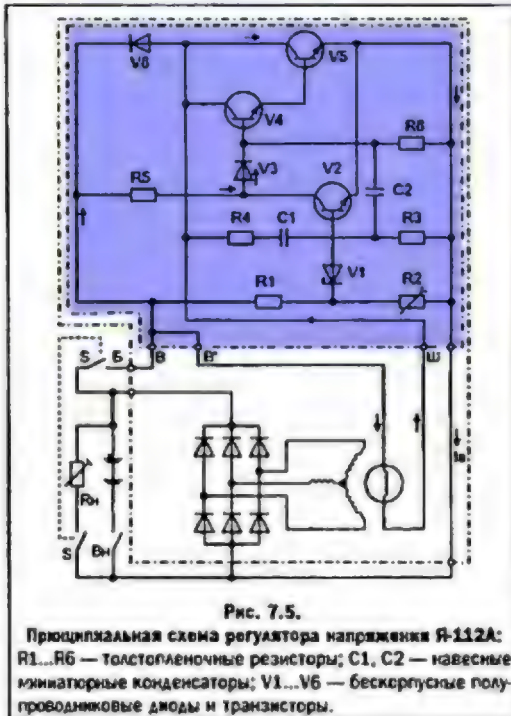 V6
V5
V4
V3
V2
R6
R5
C2
R4
C1
R3
V1
R1
R2
S
Б
В
В'
Ш
Rн
S
Вн
Iв
Рис. 7.5.
Принципиальная схема регулятора напряжения Я-112А:
R1...R6 — толстопленочные резисторы; C1, C2 — навесные
миниатюрные конденсаторы; V1...V6 — бескорпусные полу-
проводниковые диоды и транзисторы.